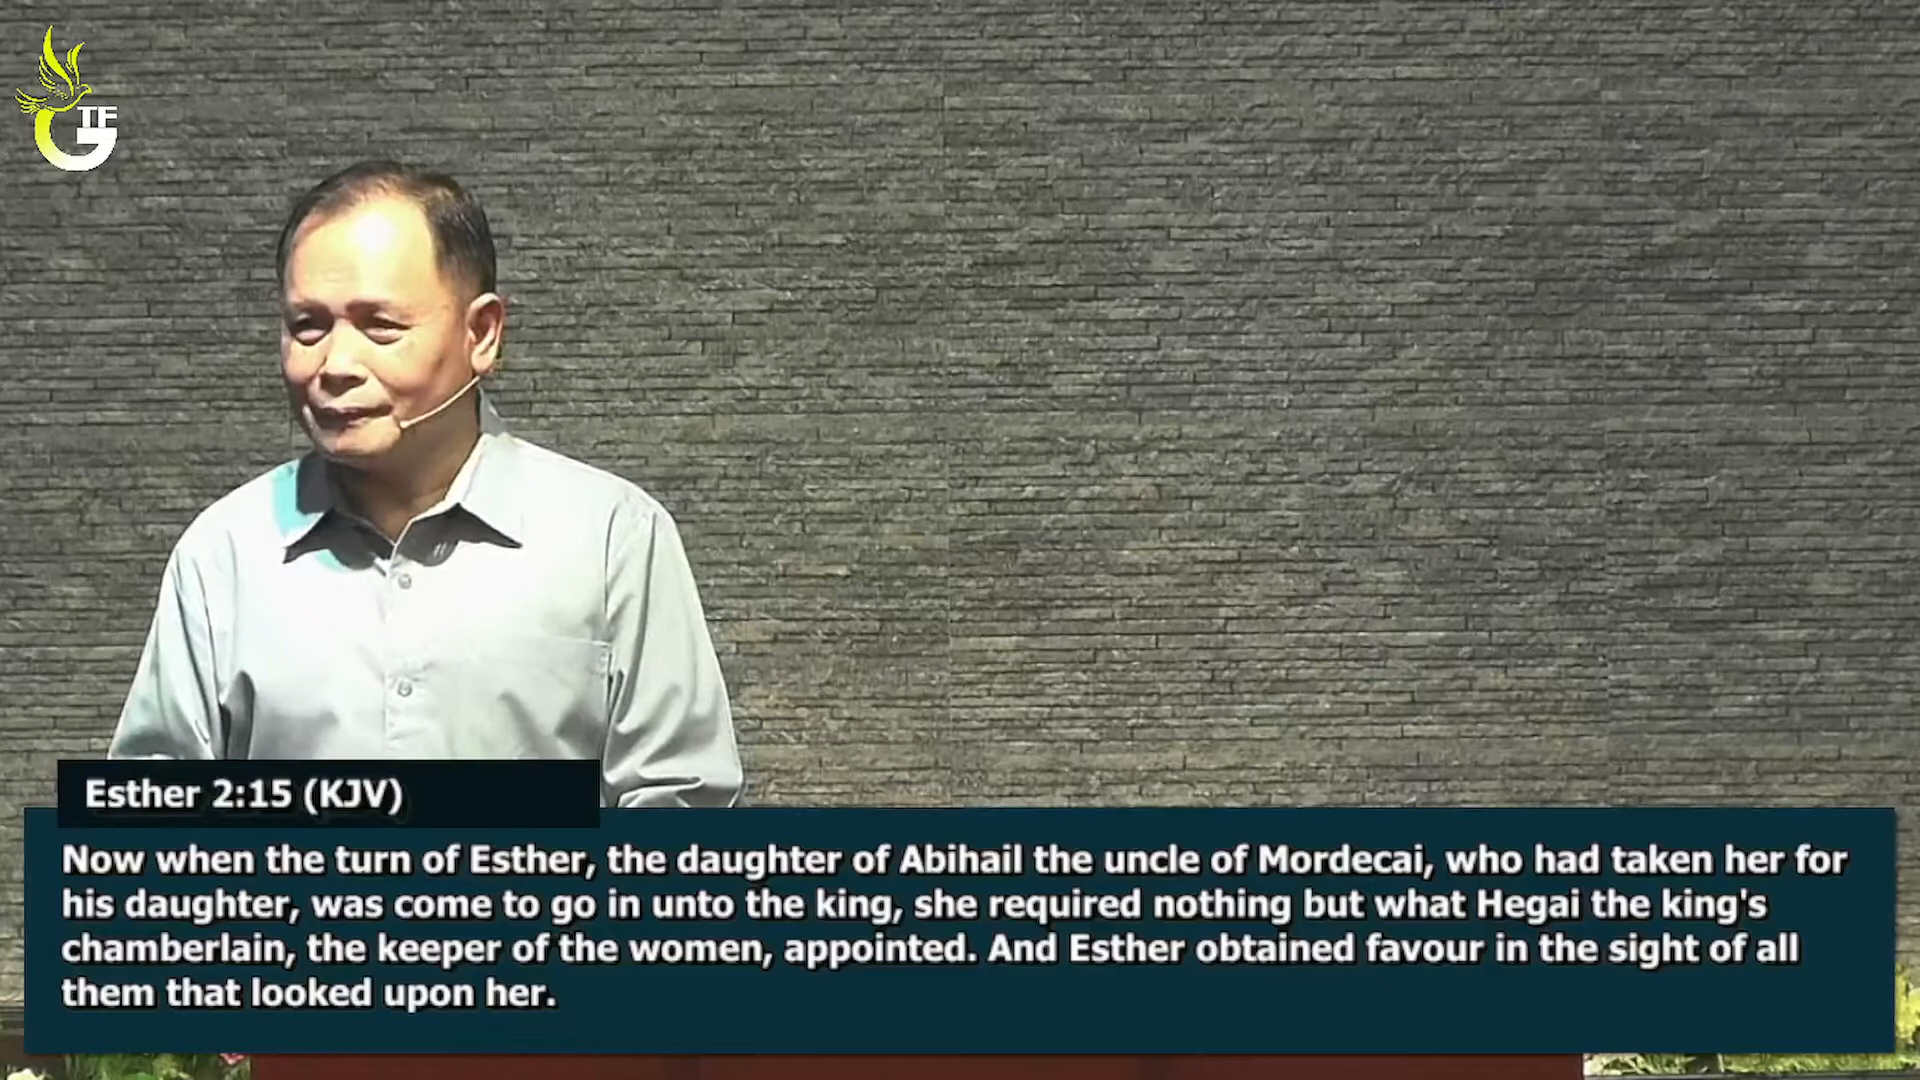 GTF
Esther 2:15 (KJV)
Now when the turn of Esther, the daughter of Abihail the uncle of Mordecai, who had taken her for
his daughter, was come to go in unto the king, she required nothing but what Hegai the king's
chamberlain, the keeper of the women, appointed. And Esther obtained favour in the sight of all
them that looked upon her.